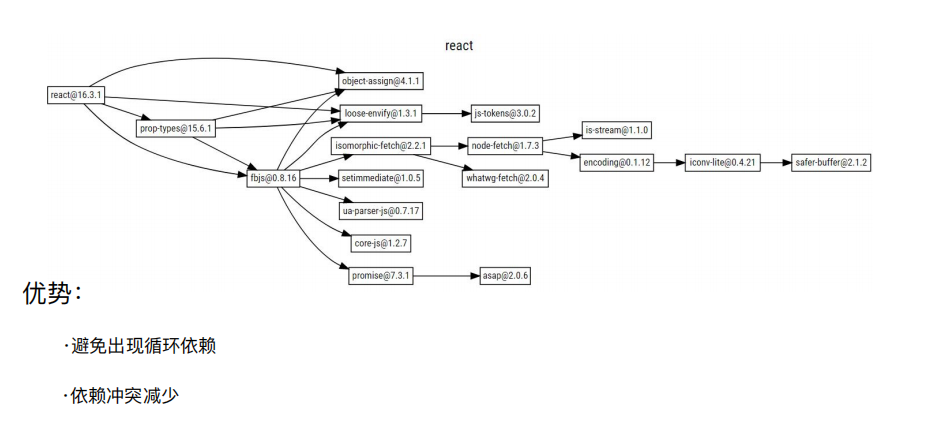 react
object-assign@4.1.1
react@16.3.1
loose-envify@1.3.1
js-tokens@3.0.2
prop-types@15.6.1
is-stream@1.1.0
isomorphic-fetch@2.2.1
node-fetch@1.7.3
encoding@0.1.12
iconv-lite@0.4.21
safer-buffer@2.1.2
fbjs@0.8.16
setimmediate@1.0.5
whatwg-fetch@2.0.4
ua-parser-js@0.7.17
core-js@1.2.7
promise@7.3.1
asap@2.0.6
优势：
·避免出现循环依赖
·依赖冲突减少